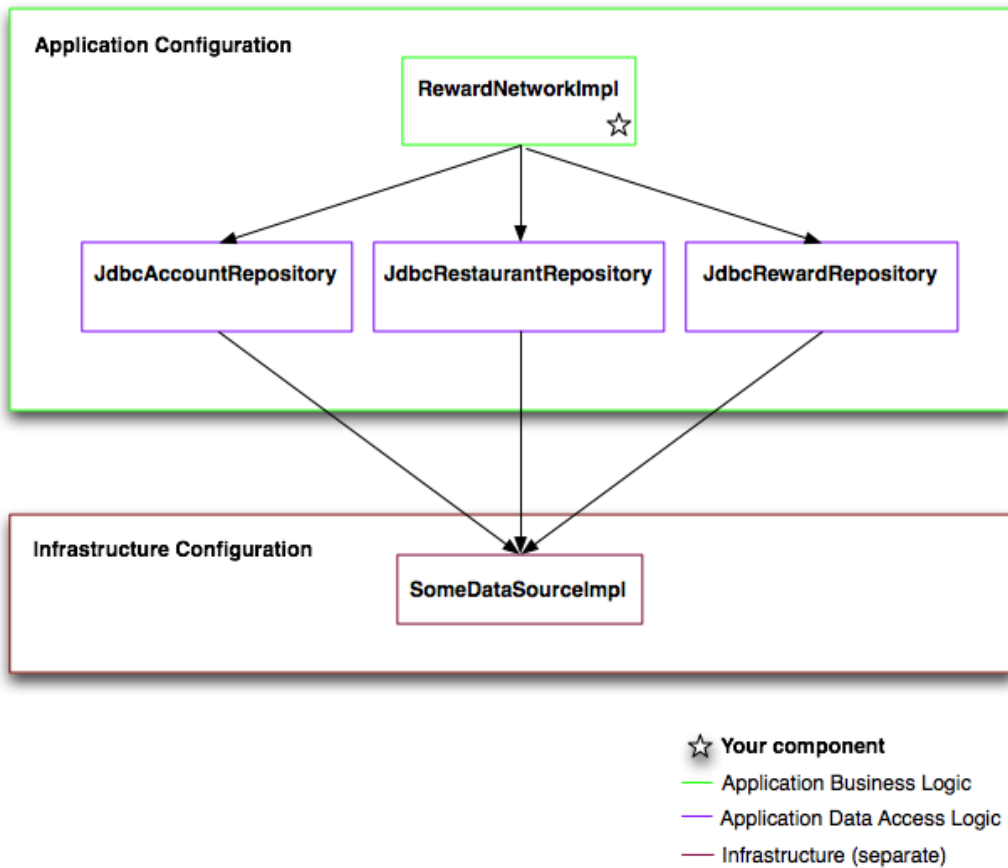 Application Configuration
RewardNetworkImpl
JdbcAccountRepository
JdbcRestaurantRepository
JdbcRewardRepository
Infrastructure Configuration
SomeDataSourceImpl
Your component
Application Business Logic
Application Data Access Logic
Infrastructure (separate)